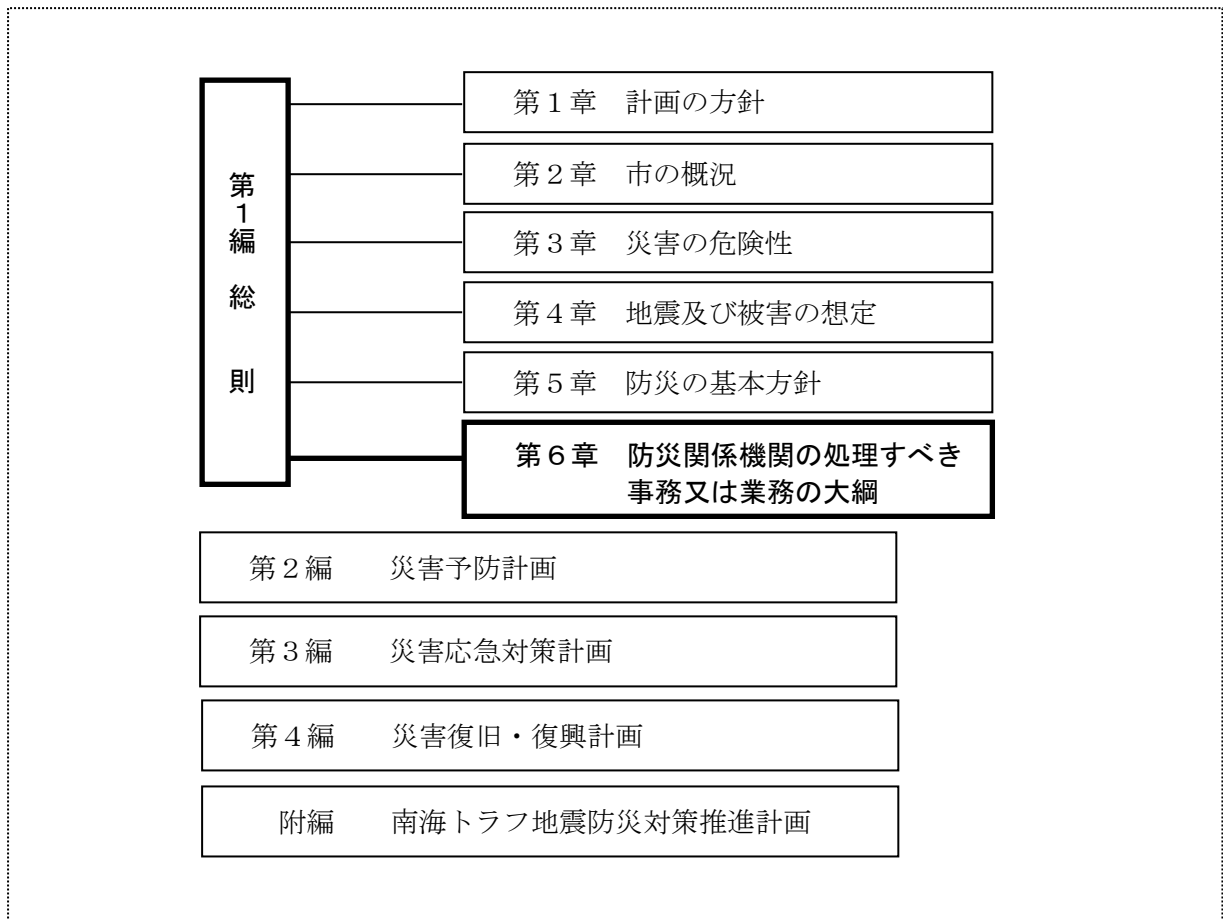 第１編　総　則
第１章　計画の方針
第２章　市の概況
第３章　災害の危険性
第４章　地震及び被害の想定
第５章　防災の基本方針
第６章　防災関係機関の処理すべき
事務又は業務の大綱
第２編　災害予防計画
第３編　災害応急対策計画
第４編　災害復旧・復興計画
附編　南海トラフ地震防災対策推進計画